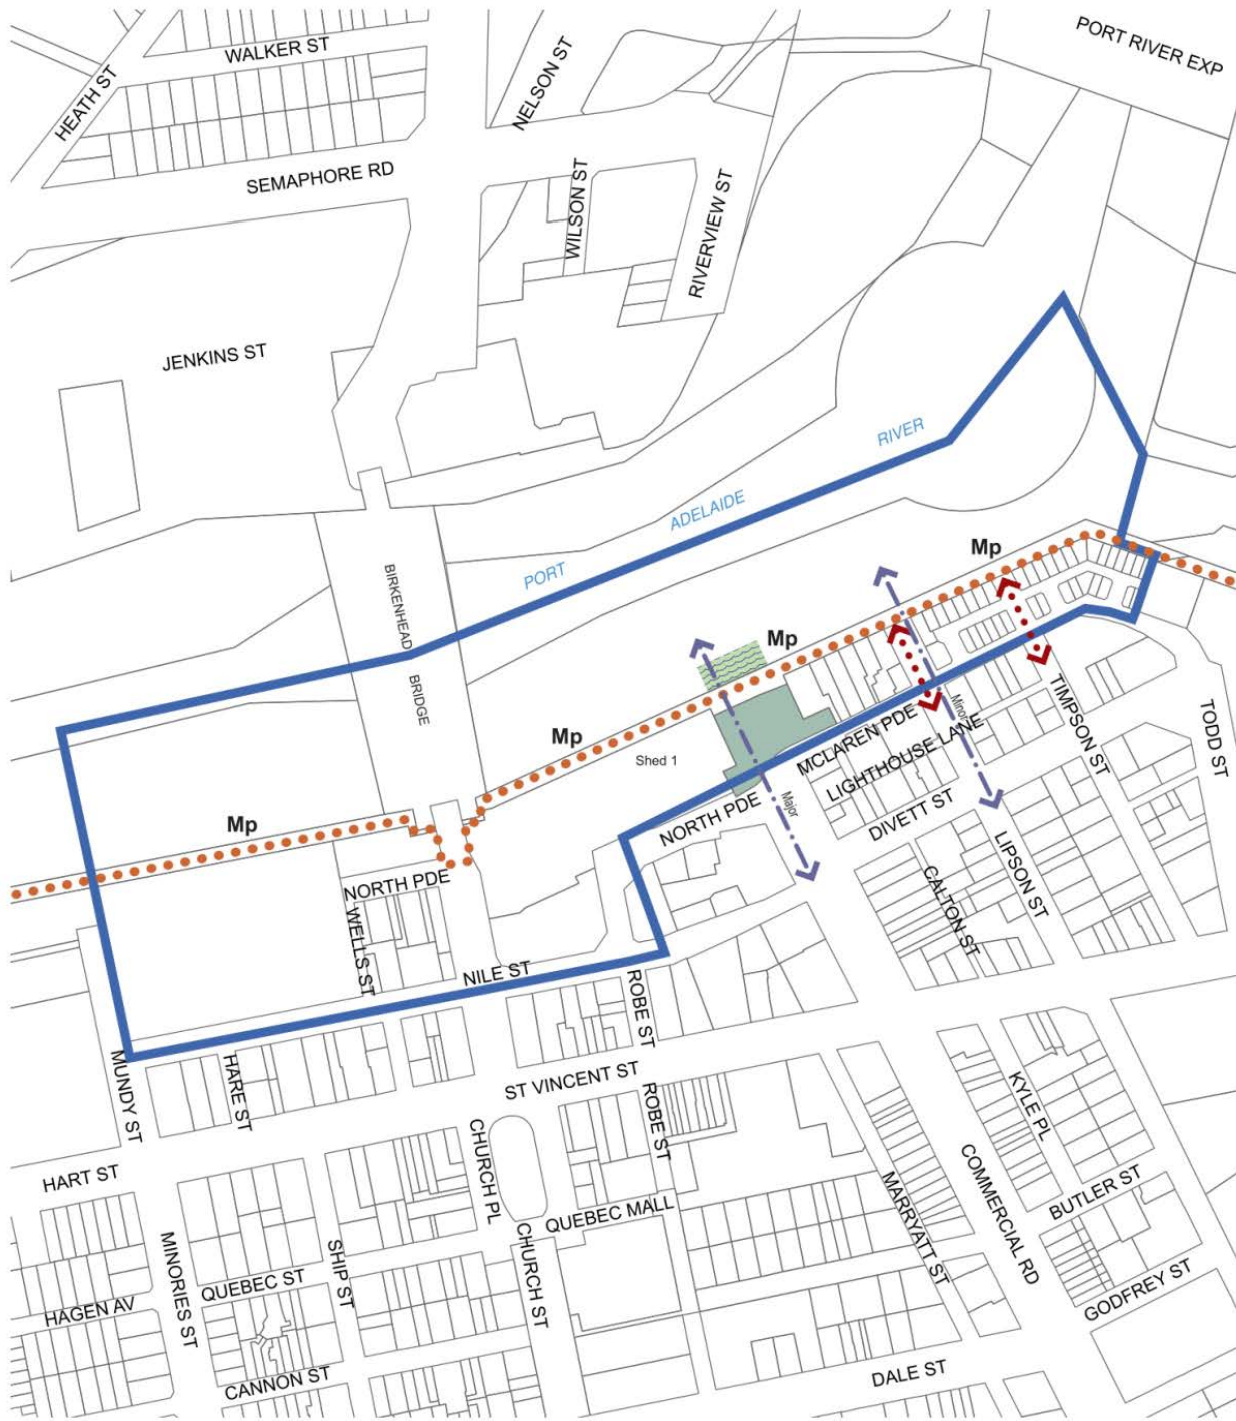 WALKER ST
HEATH ST
NELSON ST
PORT RIVER EXP
SEMAPHORE RD
WILSON ST
RIVERVIEW ST
JENKINS ST
PORT
ADELAIDE
RIVER
BIRKENHEAD
BRIDGE
Mp
Mp
Mp
Mp
Shed 1
MCLAREN PDE
LIGHTHOUSE LANE
Minor
TIMPSON ST
TODD ST
NORTH PDE
Major
DIVETT ST
LIPSON ST
CALTON ST
NORTH PDE
WELLS ST
NILE ST
ROBE ST
MUNDY ST
HARE ST
ST VINCENT ST
ROBE ST
KYLE PL
HART ST
CHURCH PL
COMMERCIAL RD
BUTLER ST
MARRYATT ST
QUEBEC MALL
MINORIES ST
SHIP ST
CHURCH ST
QUEBEC ST
HAGEN AV
GODFREY ST
CANNON ST
DALE ST